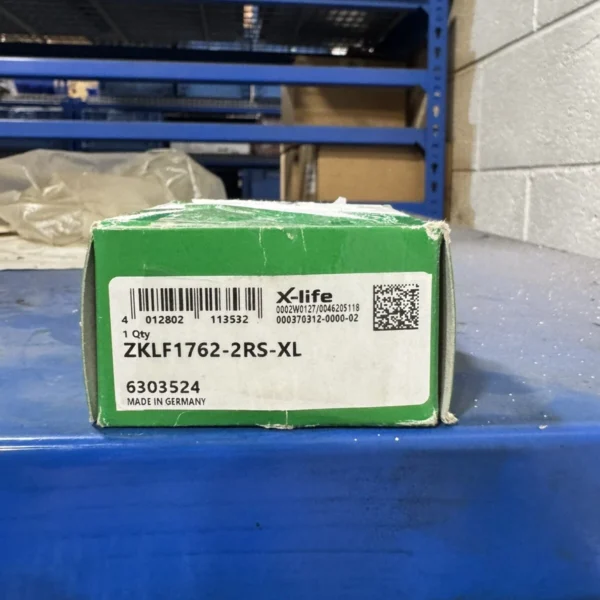 X-life
0002W0127/0046205118
000370312-0000-02
4 012802 113532
1 Qty
ZKLF1762-2RS-XL
6303524
MADE IN GERMANY